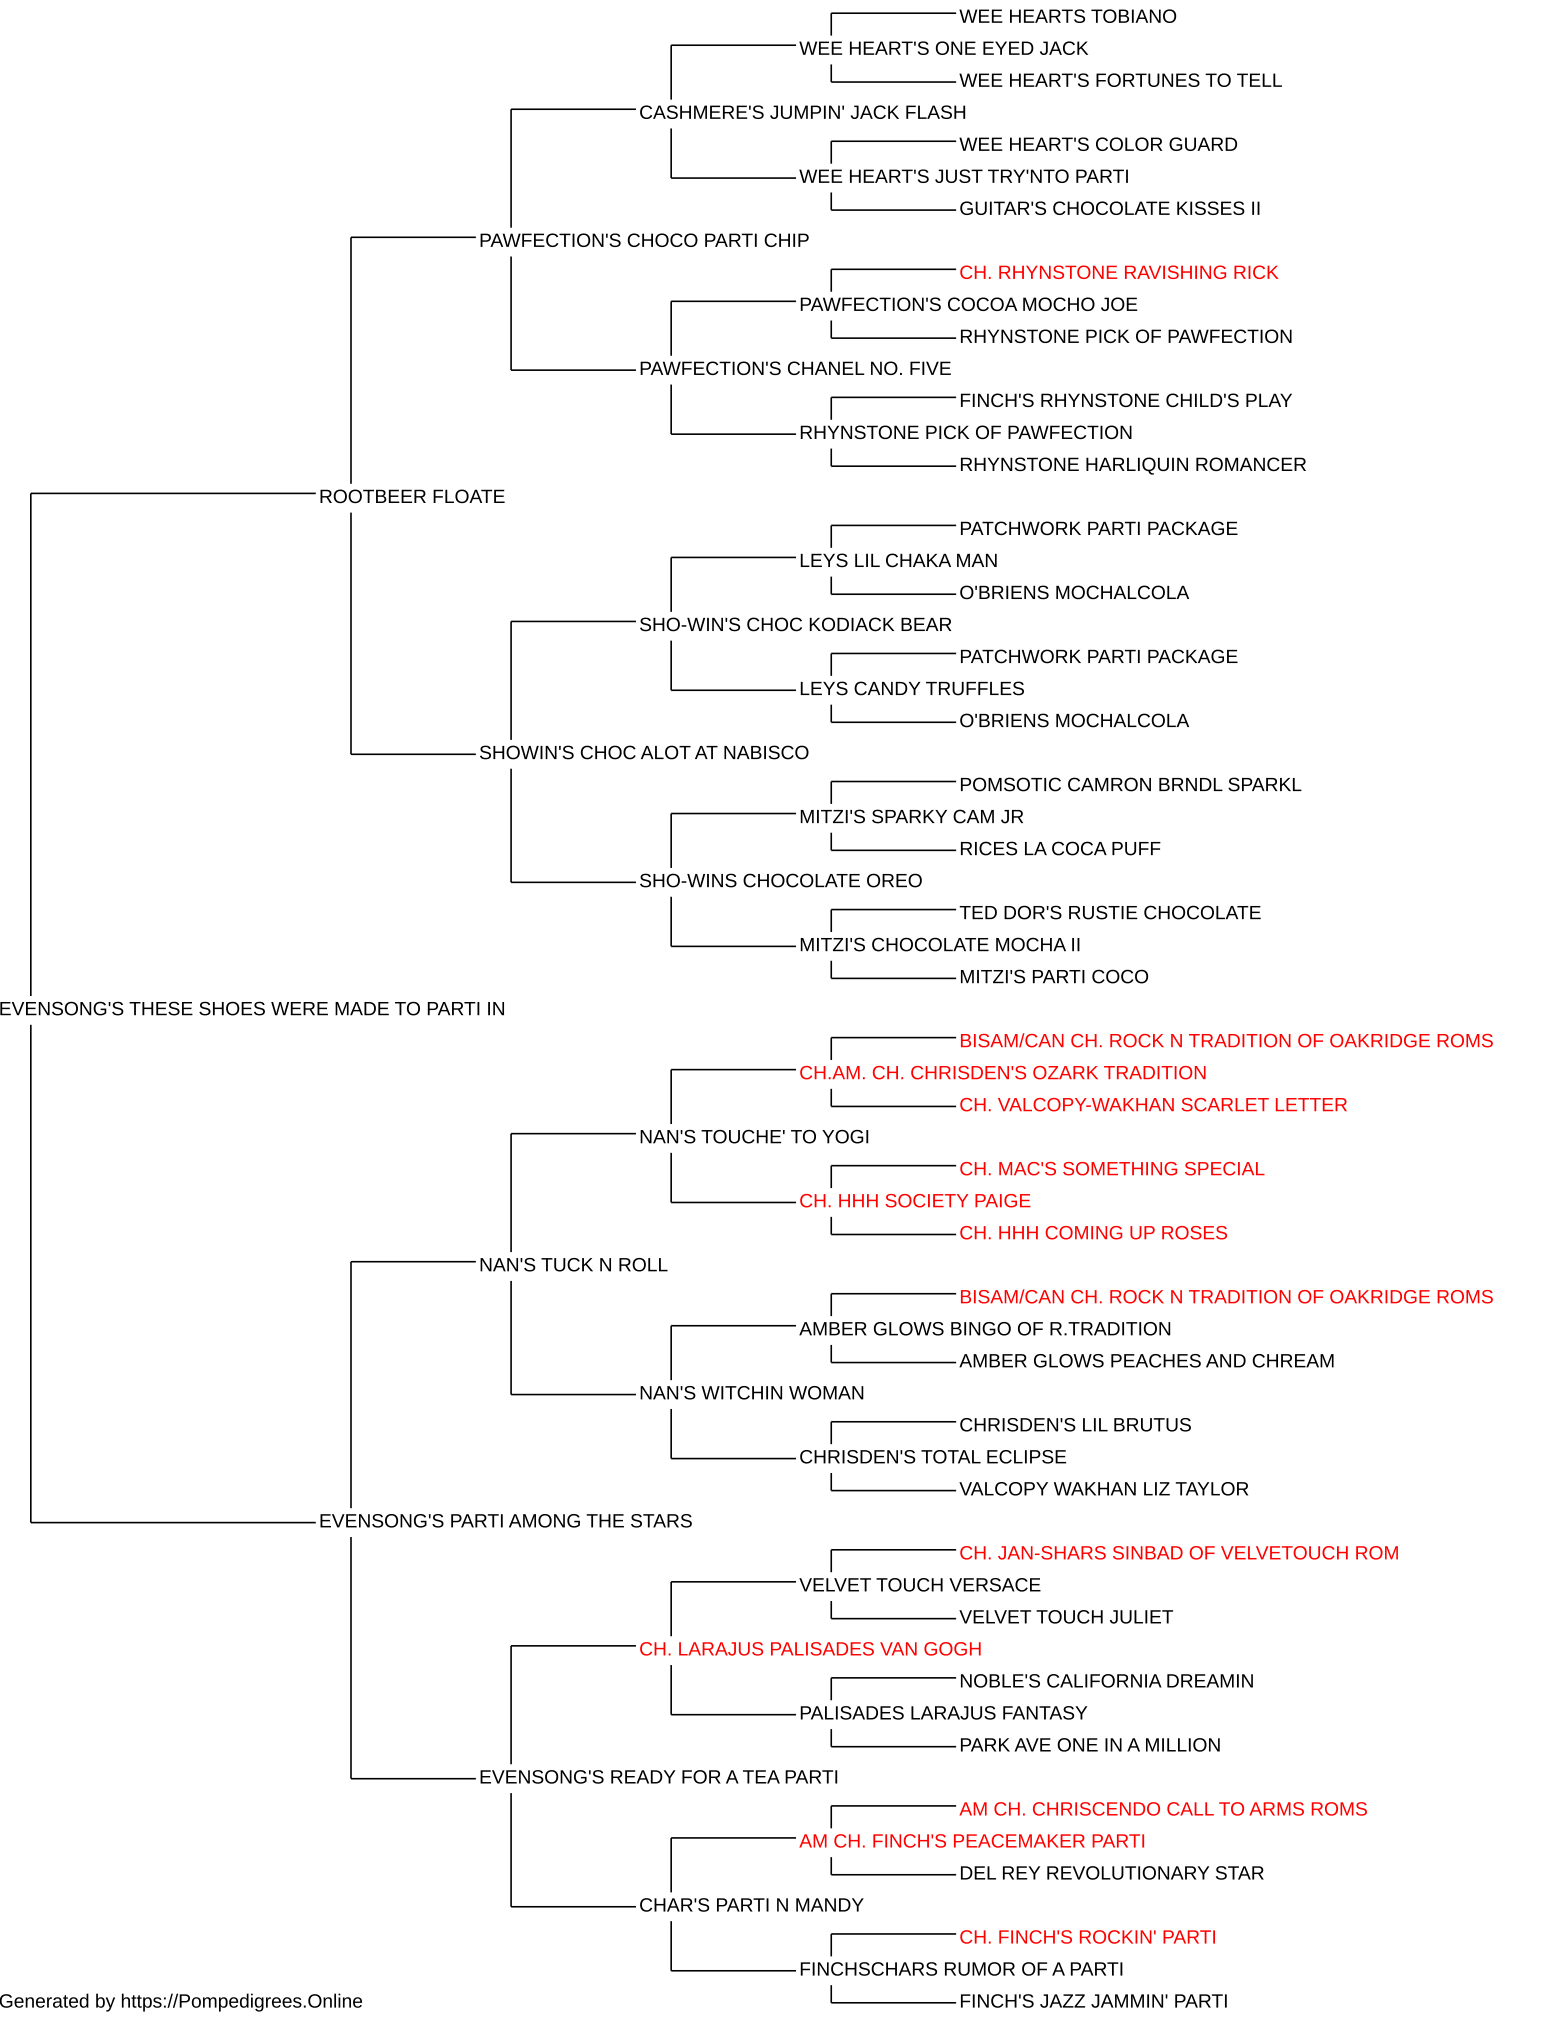 WEE HEARTS TOBIANO
WEE HEART'S ONE EYED JACK
WEE HEART'S FORTUNES TO TELL
CASHMERE'S JUMPIN' JACK FLASH
WEE HEART'S COLOR GUARD
WEE HEART'S JUST TRY'NTO PARTI
GUITAR'S CHOCOLATE KISSES II
PAWFECTION'S CHOCO PARTI CHIP
CH. RHYNSTONE RAVISHING RICK
PAWFECTION'S COCOA MOCHO JOE
RHYNSTONE PICK OF PAWFECTION
PAWFECTION'S CHANEL NO. FIVE
FINCH'S RHYNSTONE CHILD'S PLAY
RHYNSTONE PICK OF PAWFECTION
RHYNSTONE HARLIQUIN ROMANCER
ROOTBEER FLOATE
PATCHWORK PARTI PACKAGE
LEYS LIL CHAKA MAN
O'BRIENS MOCHALCOLA
SHO-WIN'S CHOC KODIACK BEAR
PATCHWORK PARTI PACKAGE
LEYS CANDY TRUFFLES
O'BRIENS MOCHALCOLA
SHOWIN'S CHOC ALOT AT NABISCO
POMSOTIC CAMRON BRNDL SPARKL
MITZI'S SPARKY CAM JR
RICES LA COCA PUFF
SHO-WINS CHOCOLATE OREO
TED DOR'S RUSTIE CHOCOLATE
MITZI'S CHOCOLATE MOCHA II
MITZI'S PARTI COCO
EVENSONG'S THESE SHOES WERE MADE TO PARTI IN
BISAM/CAN CH. ROCK N TRADITION OF OAKRIDGE ROMS
CH.AM. CH. CHRISDEN'S OZARK TRADITION
CH. VALCOPY-WAKHAN SCARLET LETTER
NAN'S TOUCHE' TO YOGI
CH. MAC'S SOMETHING SPECIAL
CH. HHH SOCIETY PAIGE
CH. HHH COMING UP ROSES
NAN'S TUCK N ROLL
BISAM/CAN CH. ROCK N TRADITION OF OAKRIDGE ROMS
AMBER GLOWS BINGO OF R.TRADITION
AMBER GLOWS PEACHES AND CHREAM
NAN'S WITCHIN WOMAN
CHRISDEN'S LIL BRUTUS
CHRISDEN'S TOTAL ECLIPSE
VALCOPY WAKHAN LIZ TAYLOR
EVENSONG'S PARTI AMONG THE STARS
CH. JAN-SHARS SINBAD OF VELVETOUCH ROM
VELVET TOUCH VERSACE
VELVET TOUCH JULIET
CH. LARAJUS PALISADES VAN GOGH
NOBLE'S CALIFORNIA DREAMIN
PALISADES LARAJUS FANTASY
PARK AVE ONE IN A MILLION
EVENSONG'S READY FOR A TEA PARTI
AM CH. CHRISCENDO CALL TO ARMS ROMS
AM CH. FINCH'S PEACEMAKER PARTI
DEL REY REVOLUTIONARY STAR
CHAR'S PARTI N MANDY
CH. FINCH'S ROCKIN' PARTI
FINCHSCHARS RUMOR OF A PARTI
FINCH'S JAZZ JAMMIN' PARTI
Generated by https://Pompedigrees.Online